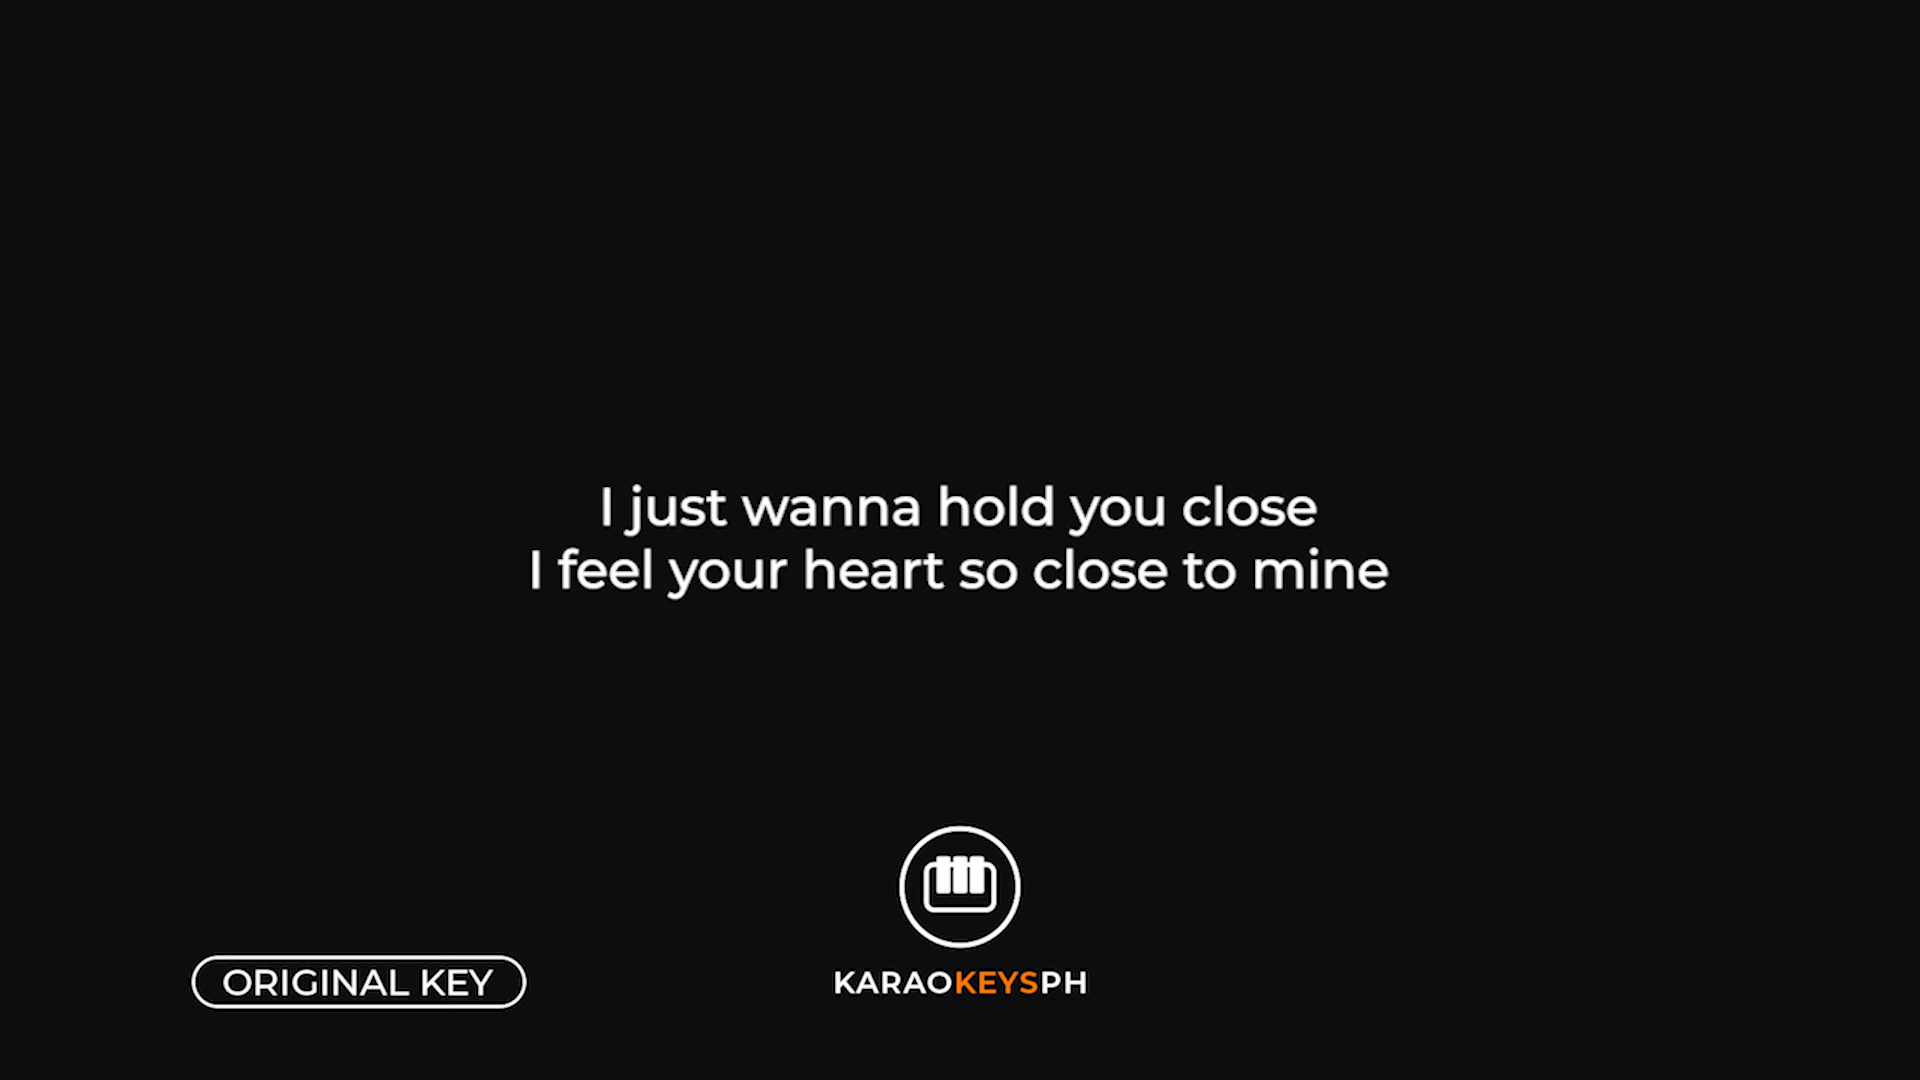 I just wanna hold you close
I feel your heart so close to mine
ORIGINAL KEY
KARAOKEYSPH